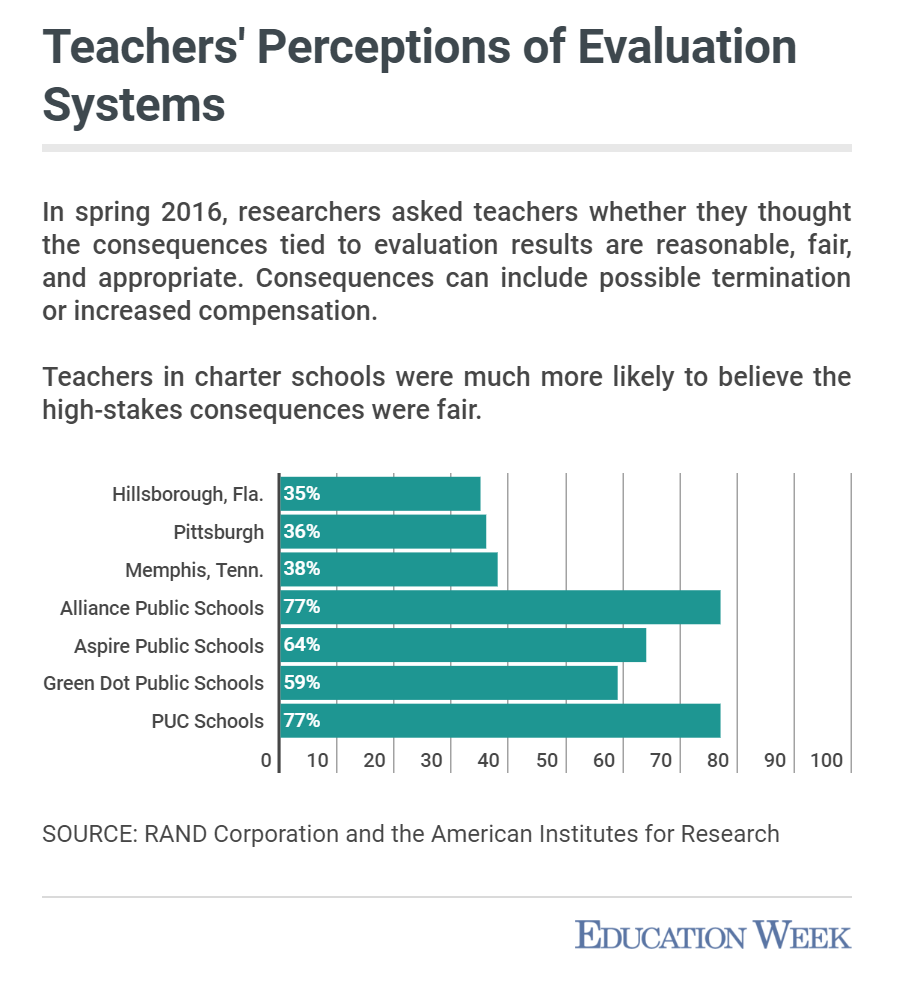 Teachers' Perceptions of Evaluation
Systems
In spring 2016, researchers asked teachers whether they thought
the consequences tied to evaluation results are reasonable, fair,
and appropriate. Consequences can include possible termination
or increased compensation.
Teachers in charter schools were much more likely to believe the
high-stakes consequences were fair.
Hillsborough, Fla. 35%
Pittsburgh 36%
Memphis, Tenn. 38%
Alliance Public Schools 77%
Aspire Public Schools 64%
Green Dot Public Schools 59%
PUC Schools 77%
0 10 20 30 40 50 60 70 80 90 100
SOURCE: RAND Corporation and the American Institutes for Research
EDUCATION WEEK